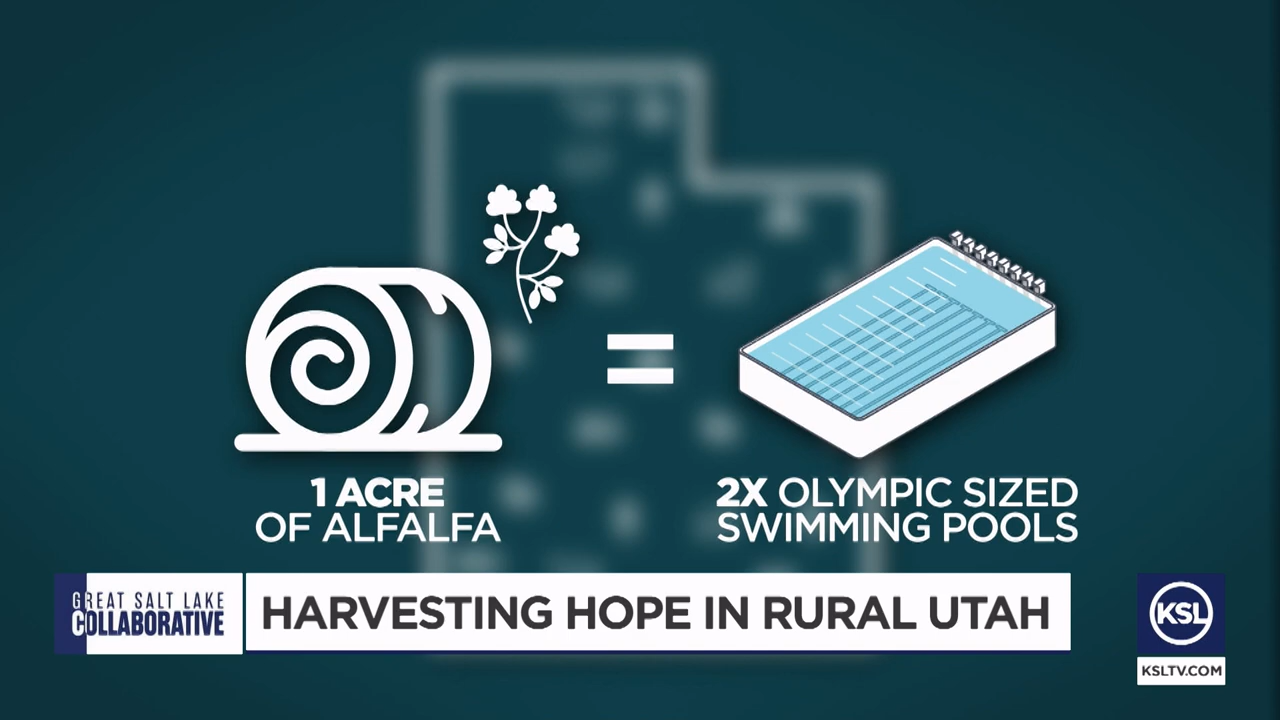 1 ACRE
OF ALFALFA
=
2X OLYMPIC SIZED
SWIMMING POOLS
GREAT SALT LAKE
COLLABORATIVE
HARVESTING HOPE IN RURAL UTAH
KSL
KSLTV.COM